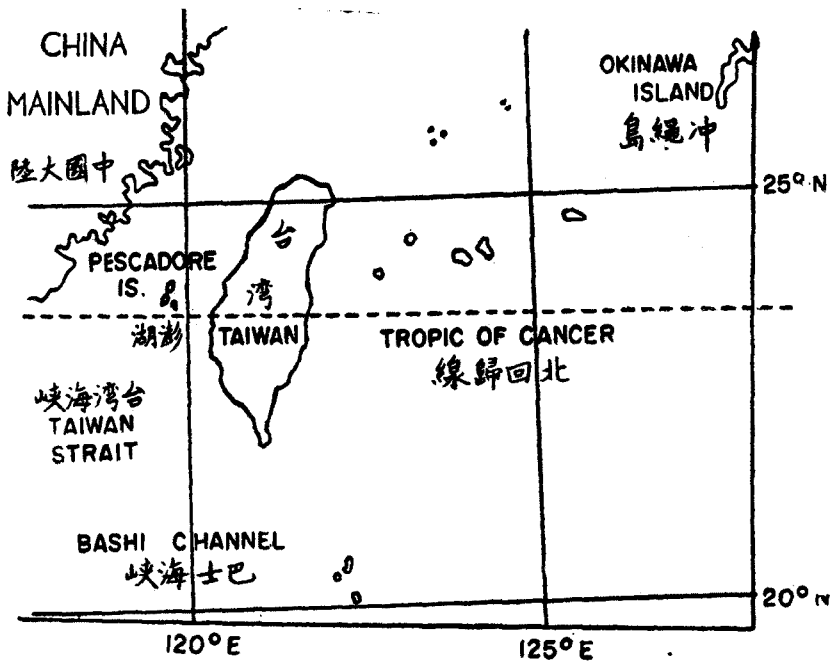 CHINA
MAINLAND
中國大陸
OKINAWA
ISLAND
冲繩島
25° N
PESCADORE
IS.
澎湖
台
湾
TAIWAN
TROPIC OF CANCER
北回歸線
台湾海峡
TAIWAN
STRAIT
BASHI CHANNEL
巴士海峡
20° N
120° E
125° E